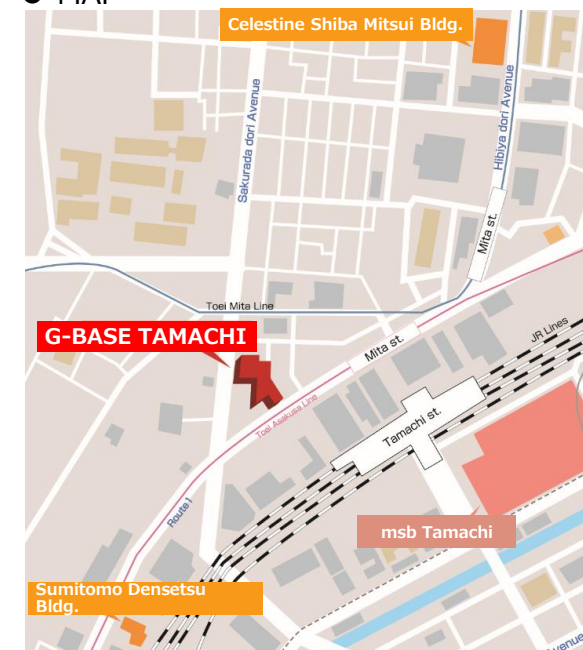 MAP
Celestine Shiba Mitsui Bldg.
Sakurada dori Avenue
Hibiya dori Avenue
Mita st.
Toei Mita Line
G-BASE TAMACHI
Mita st.
JR Lines
Toei Asakusa Line
Tamachi st.
Route 1
msb Tamachi
Sumitomo Densetsu
Bldg.